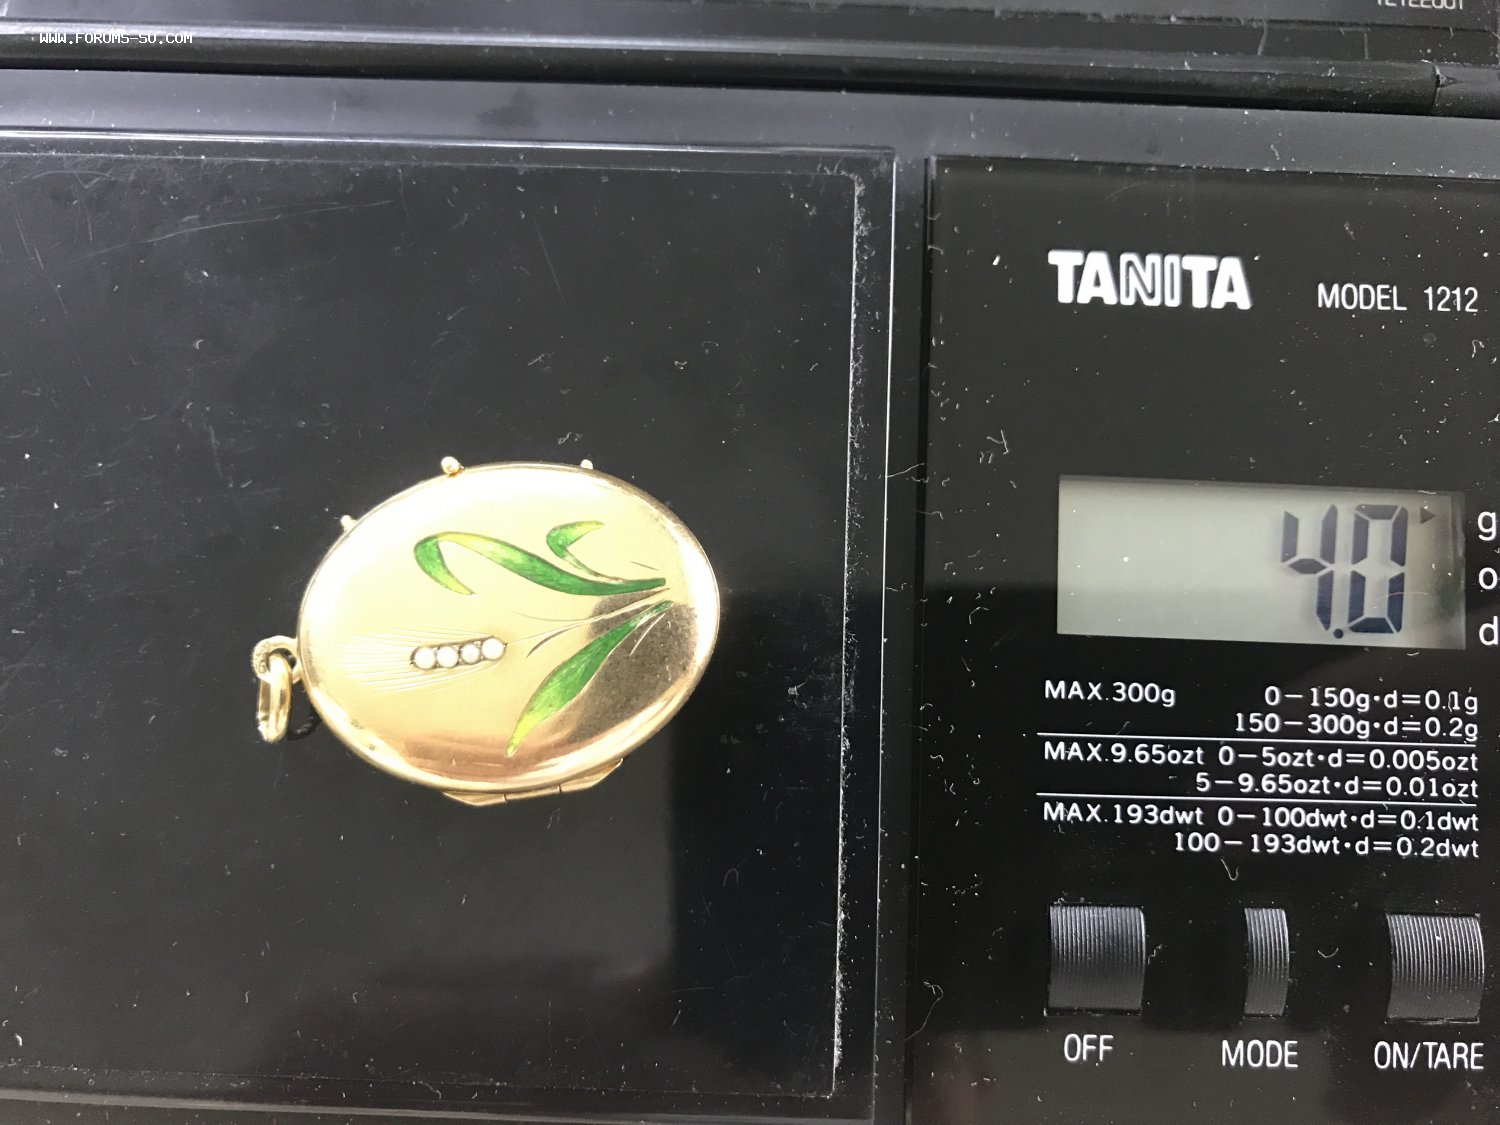 WWW.FORUMS-SU.COM
TANITA
MODEL 1212
4.0
g
MAX.300g 0－150g·d＝0.1g
150－300g·d＝0.2g
MAX.9.65ozt 0－5ozt·d＝0.005ozt
5－9.65ozt·d＝0.01ozt
MAX.193dwt 0－100dwt·d＝0.1dwt
100－193dwt·d＝0.2dwt
OFF
MODE
ON/TARE